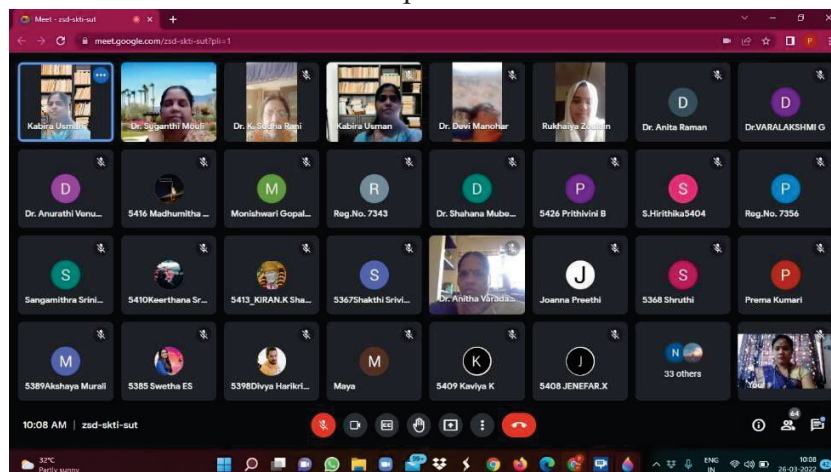 Meet - zsd-skti-sut
meet.google.com/zsd-skti-sut?pli=1
Kabira Usman
Dr. Suganthi Mouli
Dr. K. Sudha Rani
Kabira Usman
Dr. Devi Manohar
Rukhaiya
Dr. Anita Raman
D
Dr.VARALAKSHMI G
D
Dr. Anurathi Venu...
D
5416 Madhumitha ...
Monishwari Gopal...
M
Reg.No. 7343
R
Dr. Shahana Mube...
D
5426 Prithivini B
P
S.Hirithika5404
S
Reg.No. 7356
P
Sangamithra Srini...
S
5410Keerthana Sr...
5413_KIRAN.K Sha...
5367Shakthi Srivi...
S
Dr. Anitha Varada...
Joanna Preethi
J
5368 Shruthi
S
Prema Kumari
P
5389Akshaya Murali
M
5385 Swetha ES
5398Divya Harikri...
Maya
M
5409 Kaviya K
K
5408 JENEFAR.X
J
33 others
N
You
10:08 AM | zsd-skti-sut
64
32°C
Partly sunny
99+
ENG
IN
10:08
26-03-2022